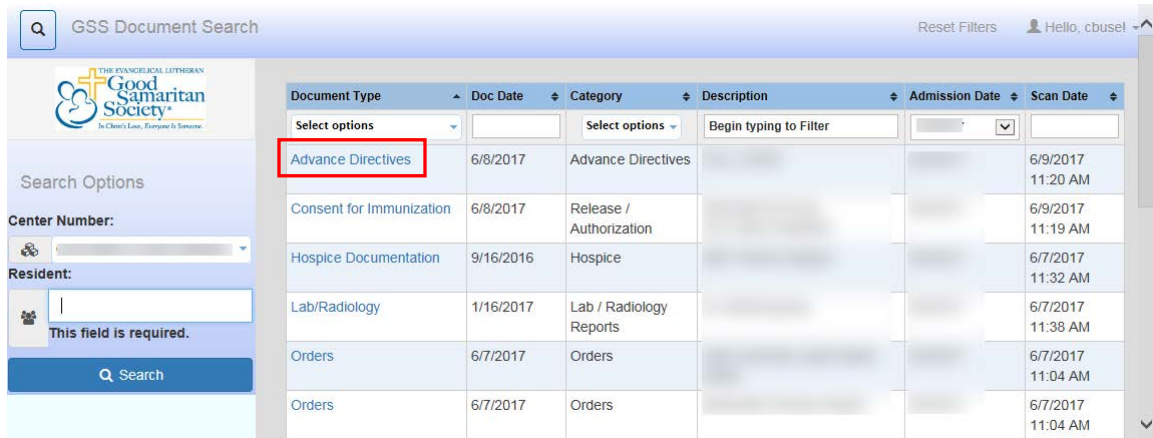 GSS Document Search
Reset Filters
Hello, cbusel
THE EVANGELICAL LUTHERAN
Good
Samaritan
Society
In Christ's Love, Everyone Is Someone.
Search Options
Center Number:
Resident:
This field is required.
Search
Document Type Doc Date Category Description Admission Date Scan Date
Select options Select options Begin typing to Filter
Advance Directives 6/8/2017 Advance Directives 6/9/2017
11:20 AM
Consent for Immunization 6/8/2017 Release / 6/9/2017
Authorization 11:19 AM
Hospice Documentation 9/16/2016 Hospice 6/7/2017
11:32 AM
Lab/Radiology 1/16/2017 Lab / Radiology 6/7/2017
Reports 11:38 AM
Orders 6/7/2017 Orders 6/7/2017
11:04 AM
Orders 6/7/2017 Orders 6/7/2017
11:04 AM